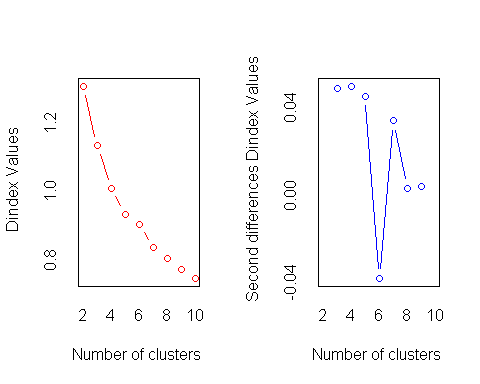 Dindex Values
1.2
1.0
0.8
2 4 6 8 10
Number of clusters
Second differences Dindex Values
0.04
0.00
-0.04
2 4 6 8 10
Number of clusters